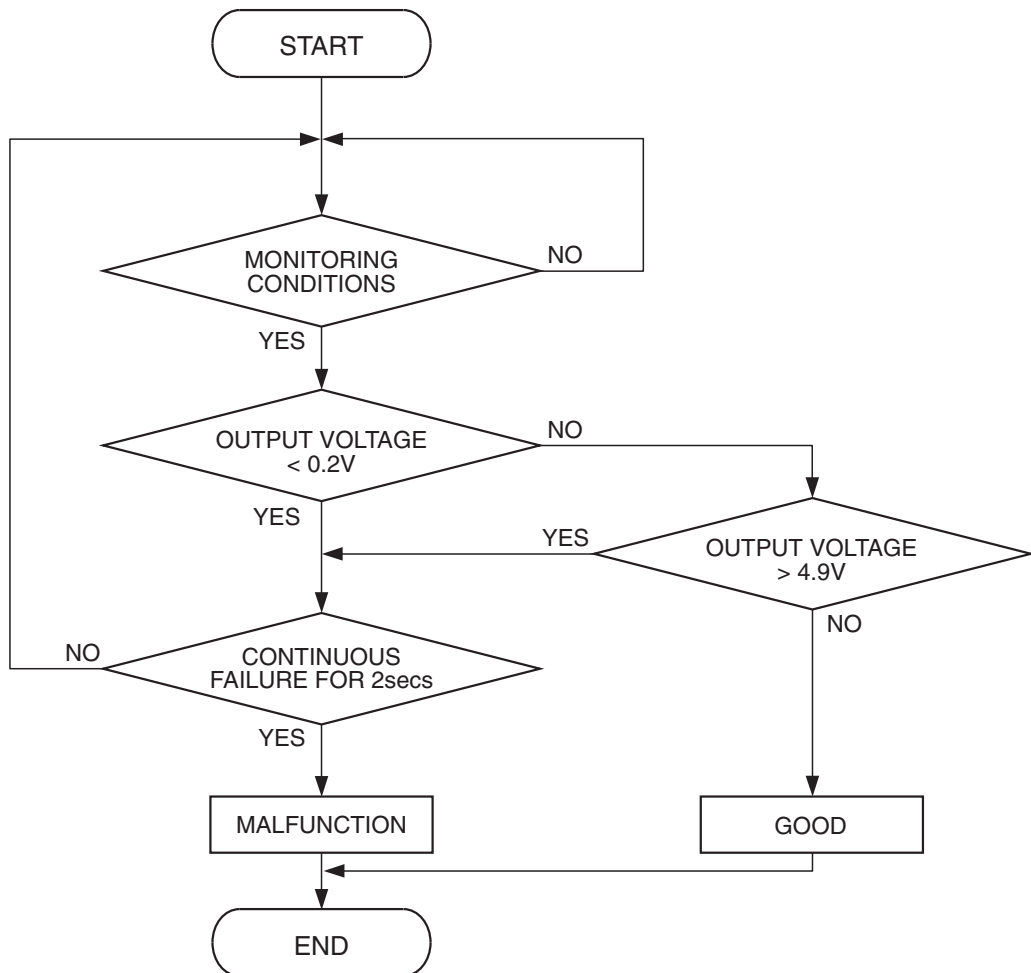 START
MONITORING
CONDITIONS
NO
YES
OUTPUT VOLTAGE
< 0.2V
NO
YES
OUTPUT VOLTAGE
> 4.9V
YES
NO
CONTINUOUS
FAILURE FOR 2secs
NO
YES
MALFUNCTION
GOOD
END